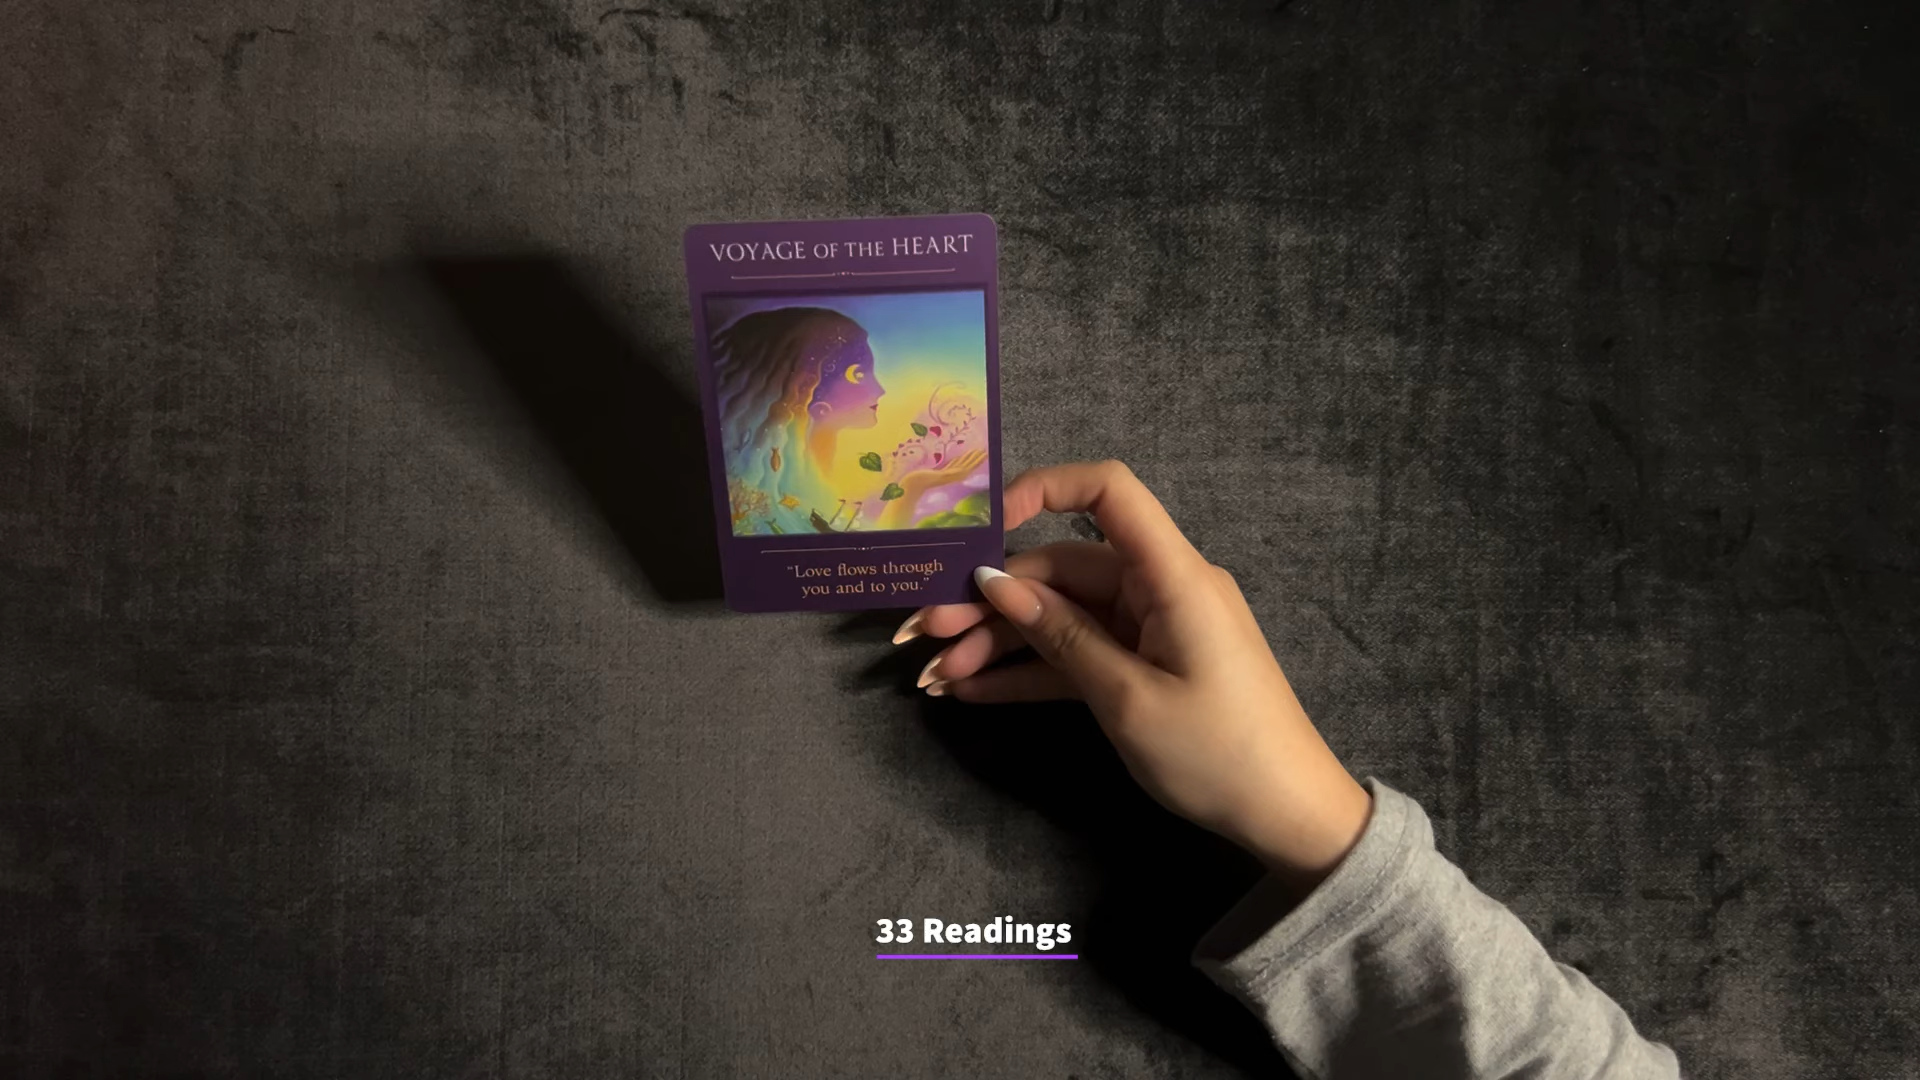 VOYAGE OF THE HEART
“Love flows through
you and to you.”
33 Readings